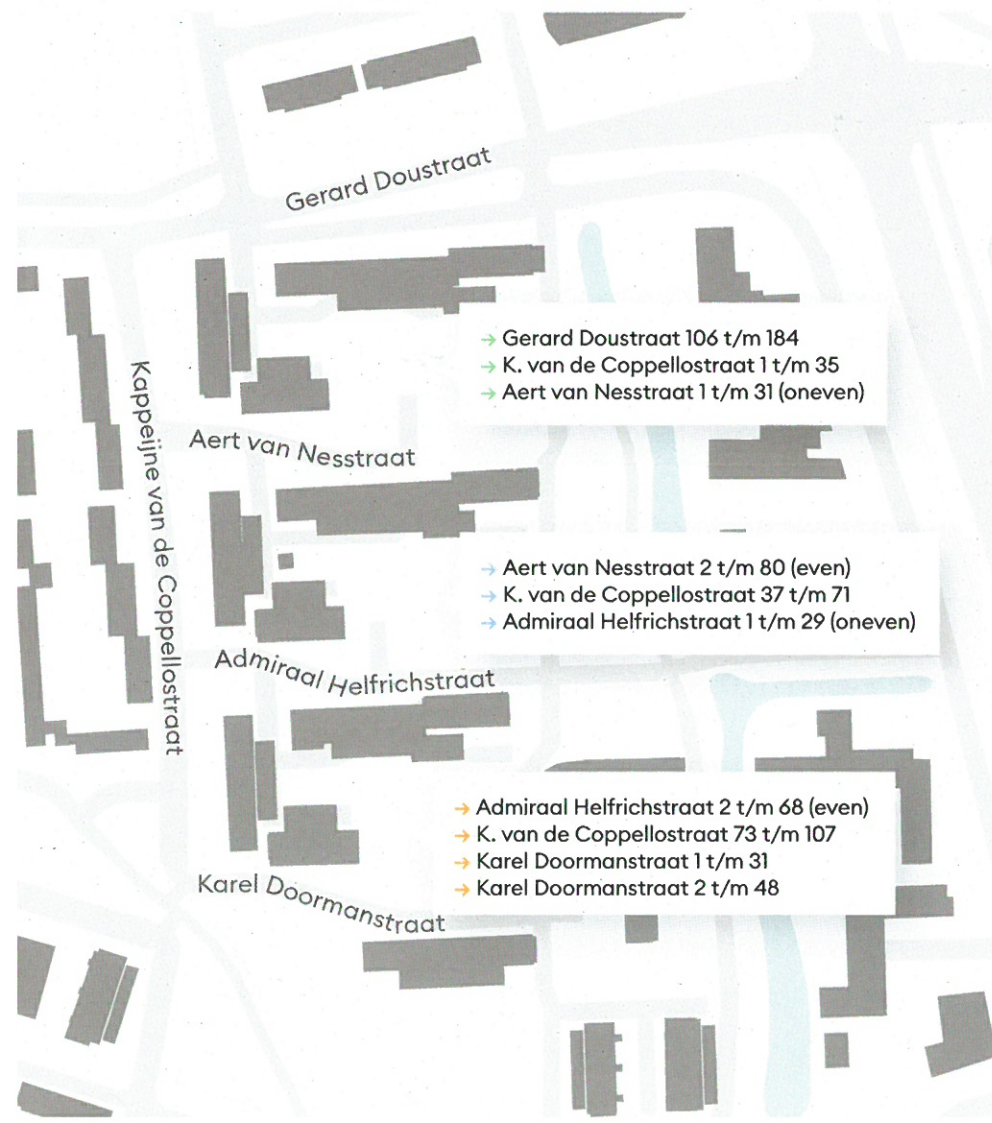 Gerard Doustraat
→ Gerard Doustraat 106 t/m 184
→ K. van de Coppellostraat 1 t/m 35
→ Aert van Nesstraat 1 t/m 31 (oneven)
Kappeijne van de Coppellostraat
Aert van Nesstraat
→ Aert van Nesstraat 2 t/m 80 (even)
→ K. van de Coppellostraat 37 t/m 71
→ Admiraal Helfrichstraat 1 t/m 29 (oneven)
Admiraal Helfrichstraat
→ Admiraal Helfrichstraat 2 t/m 68 (even)
→ K. van de Coppellostraat 73 t/m 107
→ Karel Doormanstraat 1 t/m 31
→ Karel Doormanstraat 2 t/m 48
Karel Doormanstraat